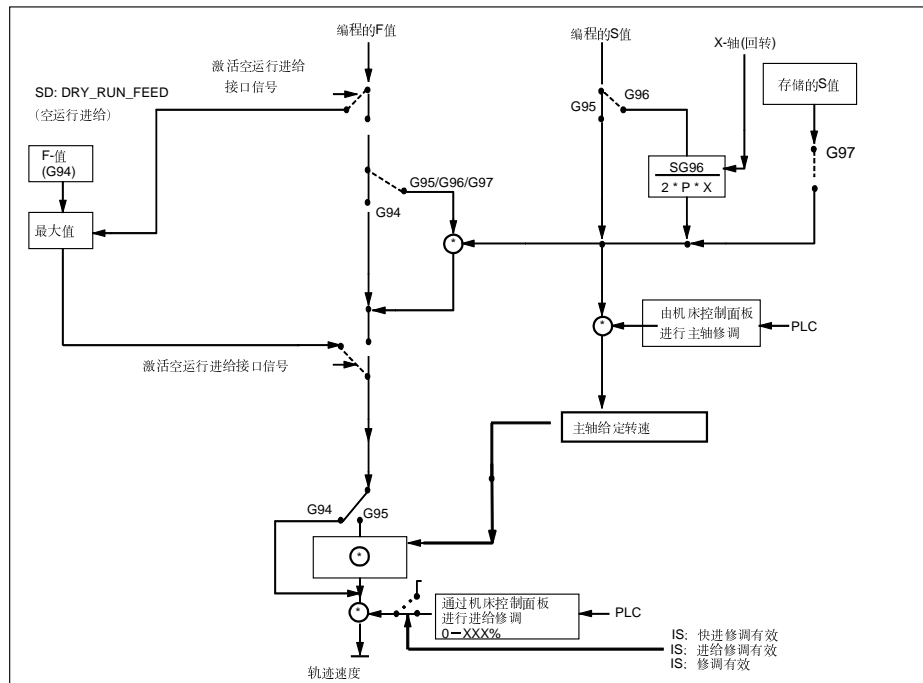 编程的F值
编程的S值
X-轴(回转)
激活空运行进给
接口信号
SD: DRY_RUN_FEED
(空运行进给)
存储的S值
G96
G95
G97
F-值
(G94)
SG96
2 * P * X
G95/G96/G97
G94
最大值
*
由机床控制面板
进行主轴修调
PLC
*
激活空运行进给接口信号
主轴给定转速
G94
G95
*
通过机床控制面板
进行进给修调
0－XXX%
PLC
*
IS: 快进修调有效
IS: 进给修调有效
IS: 修调有效
轨迹速度